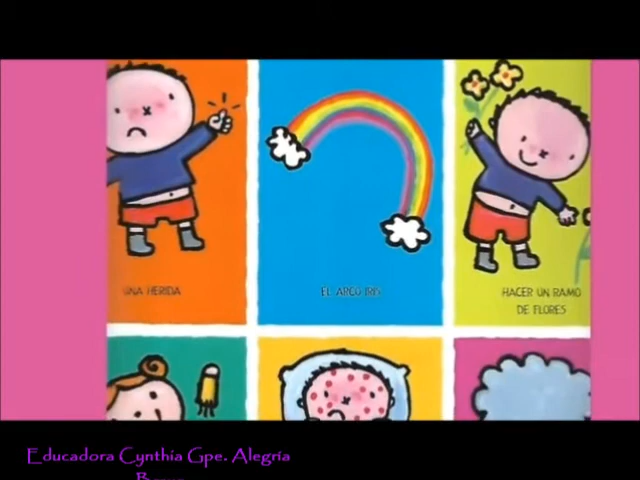 UNA HERIDA
EL ARCO IRIS
HACER UN RAMO
DE FLORES
Educadora Cynthia Gpe. Alegría